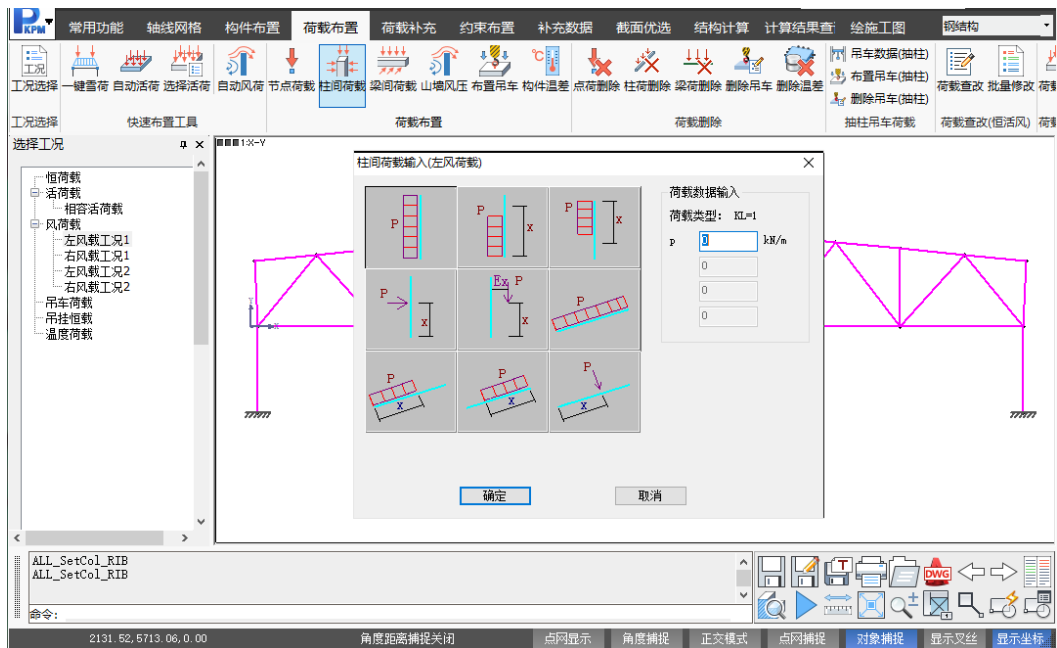 PKPM
常用功能 轴线网格 构件布置 荷载布置 荷载补充 约束布置 补充数据 截面优选 结构计算 计算结果查 绘施工图 钢结构
工况
工况选择 一键雪荷 自动活荷 选择活荷 自动风荷 节点荷载 柱间荷载 梁间荷载 山墙风压 布置吊车 构件温差 点荷删除 柱荷删除 梁荷删除 删除吊车 删除温差
℃
吊车数据(抽柱)
布置吊车(抽柱)
删除吊车(抽柱)
荷载查改 批量修改 荷载
工况选择 快速布置工具 荷载布置 荷载删除 抽柱吊车荷载 荷载查改(恒活风) 荷载
选择工况
恒荷载
活荷载
相容活荷载
风荷载
左风载工况1
右风载工况1
左风载工况2
右风载工况2
吊车荷载
吊挂恒载
温度荷载
1:X-Y
Y
X
柱间荷载输入(左风荷载)
P
P X
P X
P X
Ex P X
P
P X
P X
P X
荷载数据输入
荷载类型: KL=1
P 0 kN/m
0
0
0
确定 取消
ALL_SetCol_RIB
ALL_SetCol_RIB
命令:
T
DWG
2131.52,5713.06,0.00 角度距离捕捉关闭 点网显示 角度捕捉 正交模式 点网捕捉 对象捕捉 显示叉丝 显示坐标